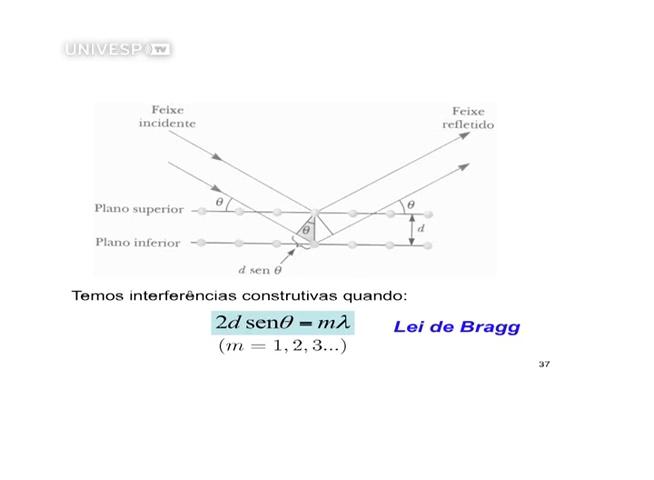 UNIVESP TV
Feixe
incidente
Feixe
refletido
θ
θ
Plano superior
θ
d
Plano inferior
d sen θ
Temos interferências construtivas quando:
2d senθ = mλ
Lei de Bragg
(m = 1, 2, 3...)
37